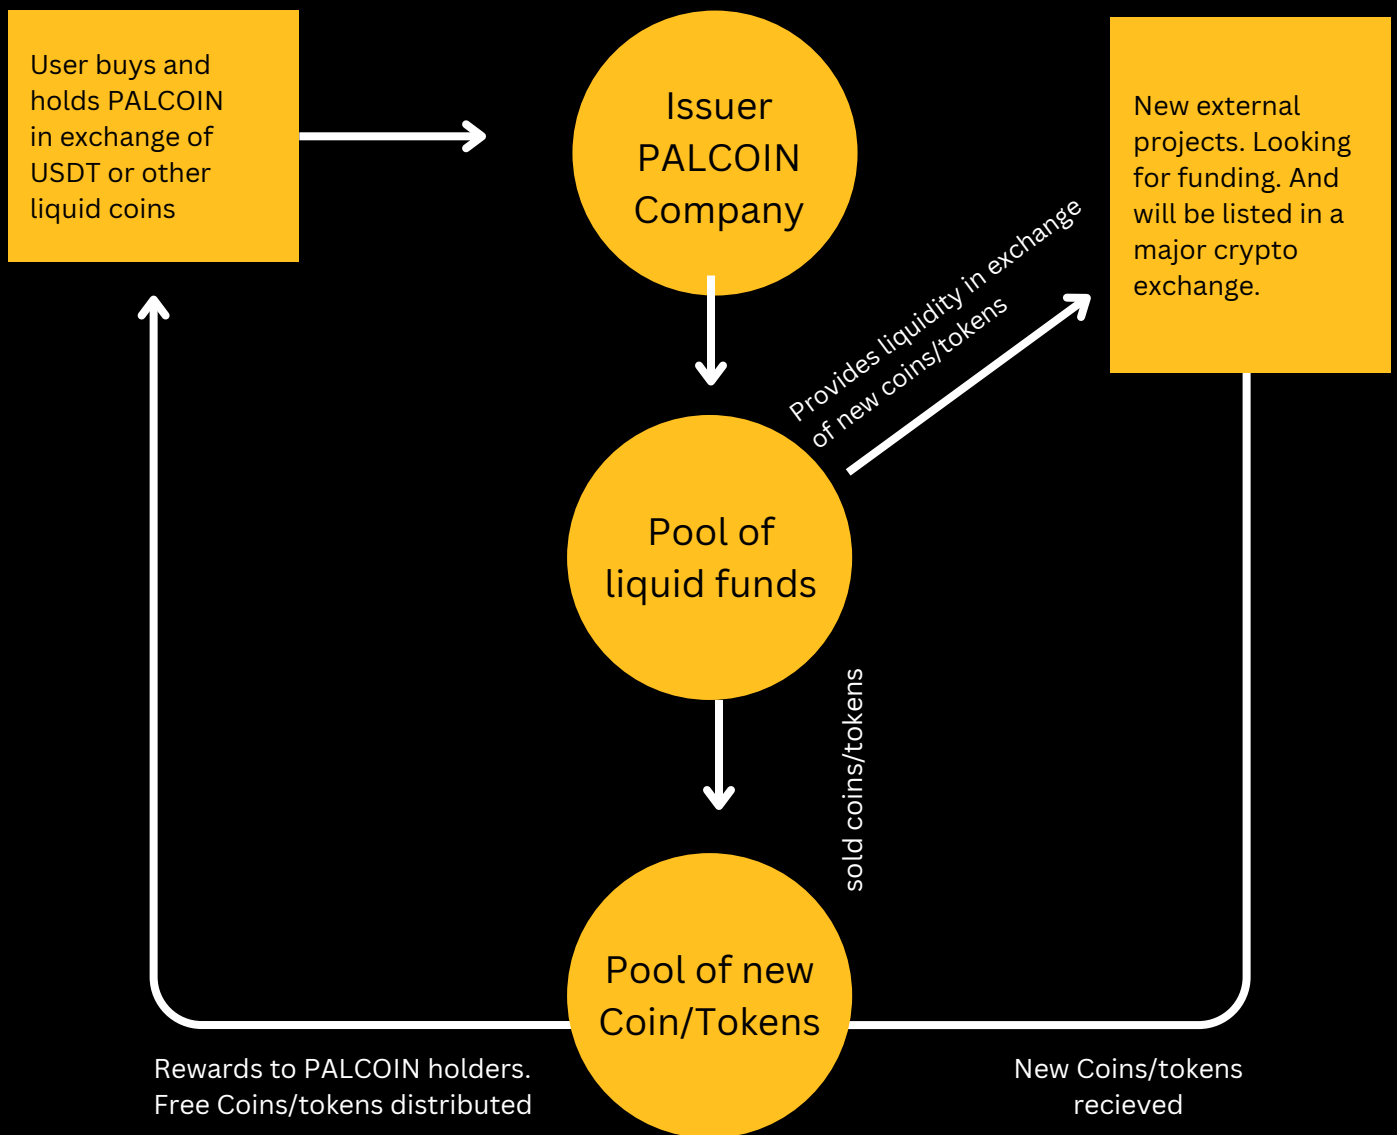 User buys and
holds PALCOIN
in exchange of
USDT or other
liquid coins
Issuer
PALCOIN
Company
New external
projects. Looking
for funding. And
will be listed in a
major crypto
exchange.
Provides liquidity in exchange
of new coins/tokens
Pool of
liquid funds
sold coins/tokens
Pool of new
Coin/Tokens
Rewards to PALCOIN holders.
Free Coins/tokens distributed
New Coins/tokens
recieved